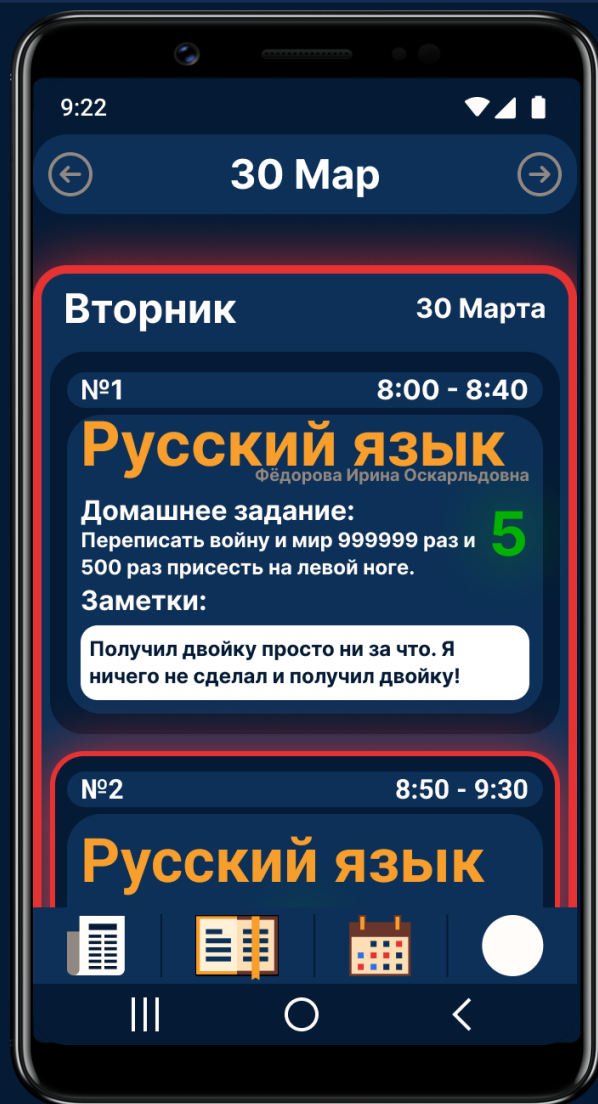 9:22
30 Мар
Вторник
30 Марта
№1
8:00 - 8:40
Русский язык
Фёдорова Ирина Оскарльдовна
Домашнее задание:
Переписать войну и мир 999999 раз и
500 раз присесть на левой ноге.
5
Заметки:
Получил двойку просто ни за что. Я
ничего не сделал и получил двойку!
№2
8:50 - 9:30
Русский язык